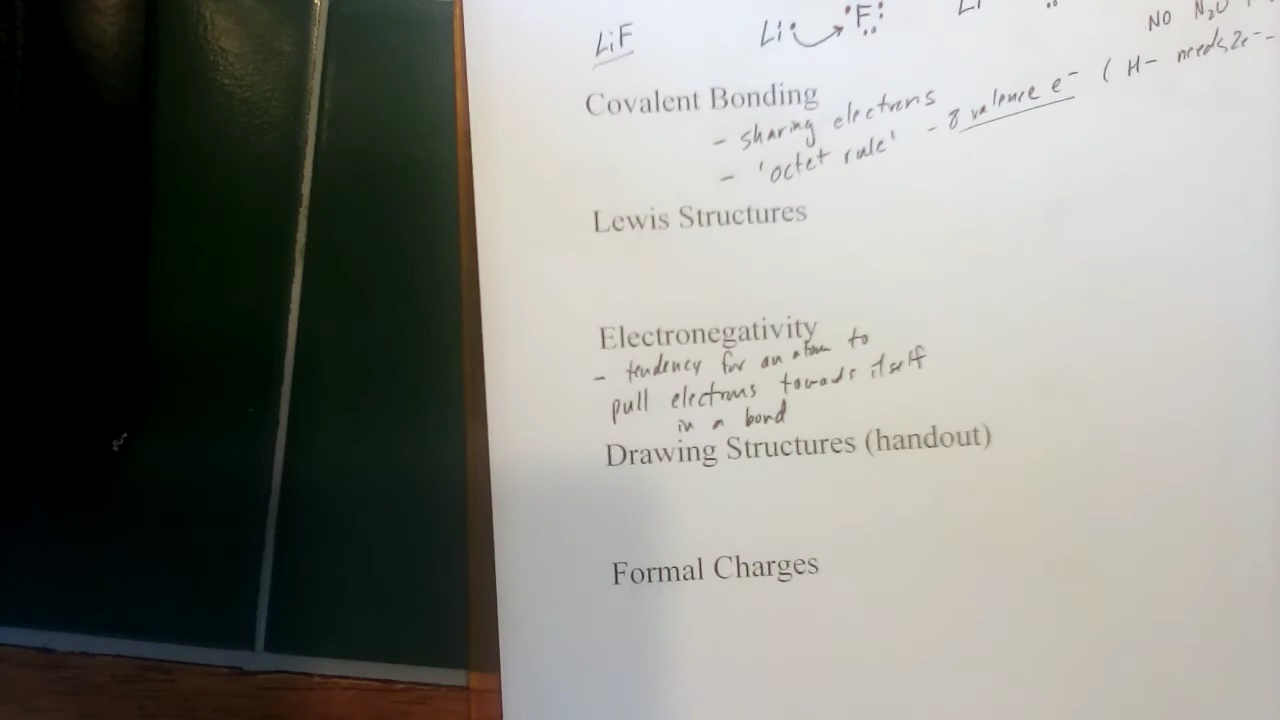 LiF Li· ·F: Li
NO N₂O
Covalent Bonding
- sharing electrons
- 'octet rule' - 8 valence e⁻ (H- needs 2e⁻
Lewis Structures
Electronegativity
- tendency for an atom to
pull electrons towards itself
in a bond
Drawing Structures (handout)
Formal Charges